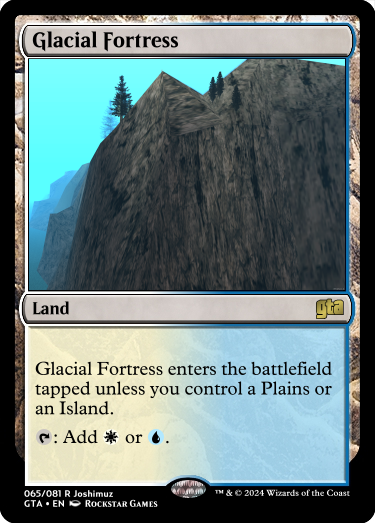 Glacial Fortress
Land
gta
Glacial Fortress enters the battlefield
tapped unless you control a Plains or
an Island.
: Add or .
065/081 R Joshimuz
GTA • EN Rockstar Games
™ & © 2024 Wizards of the Coast